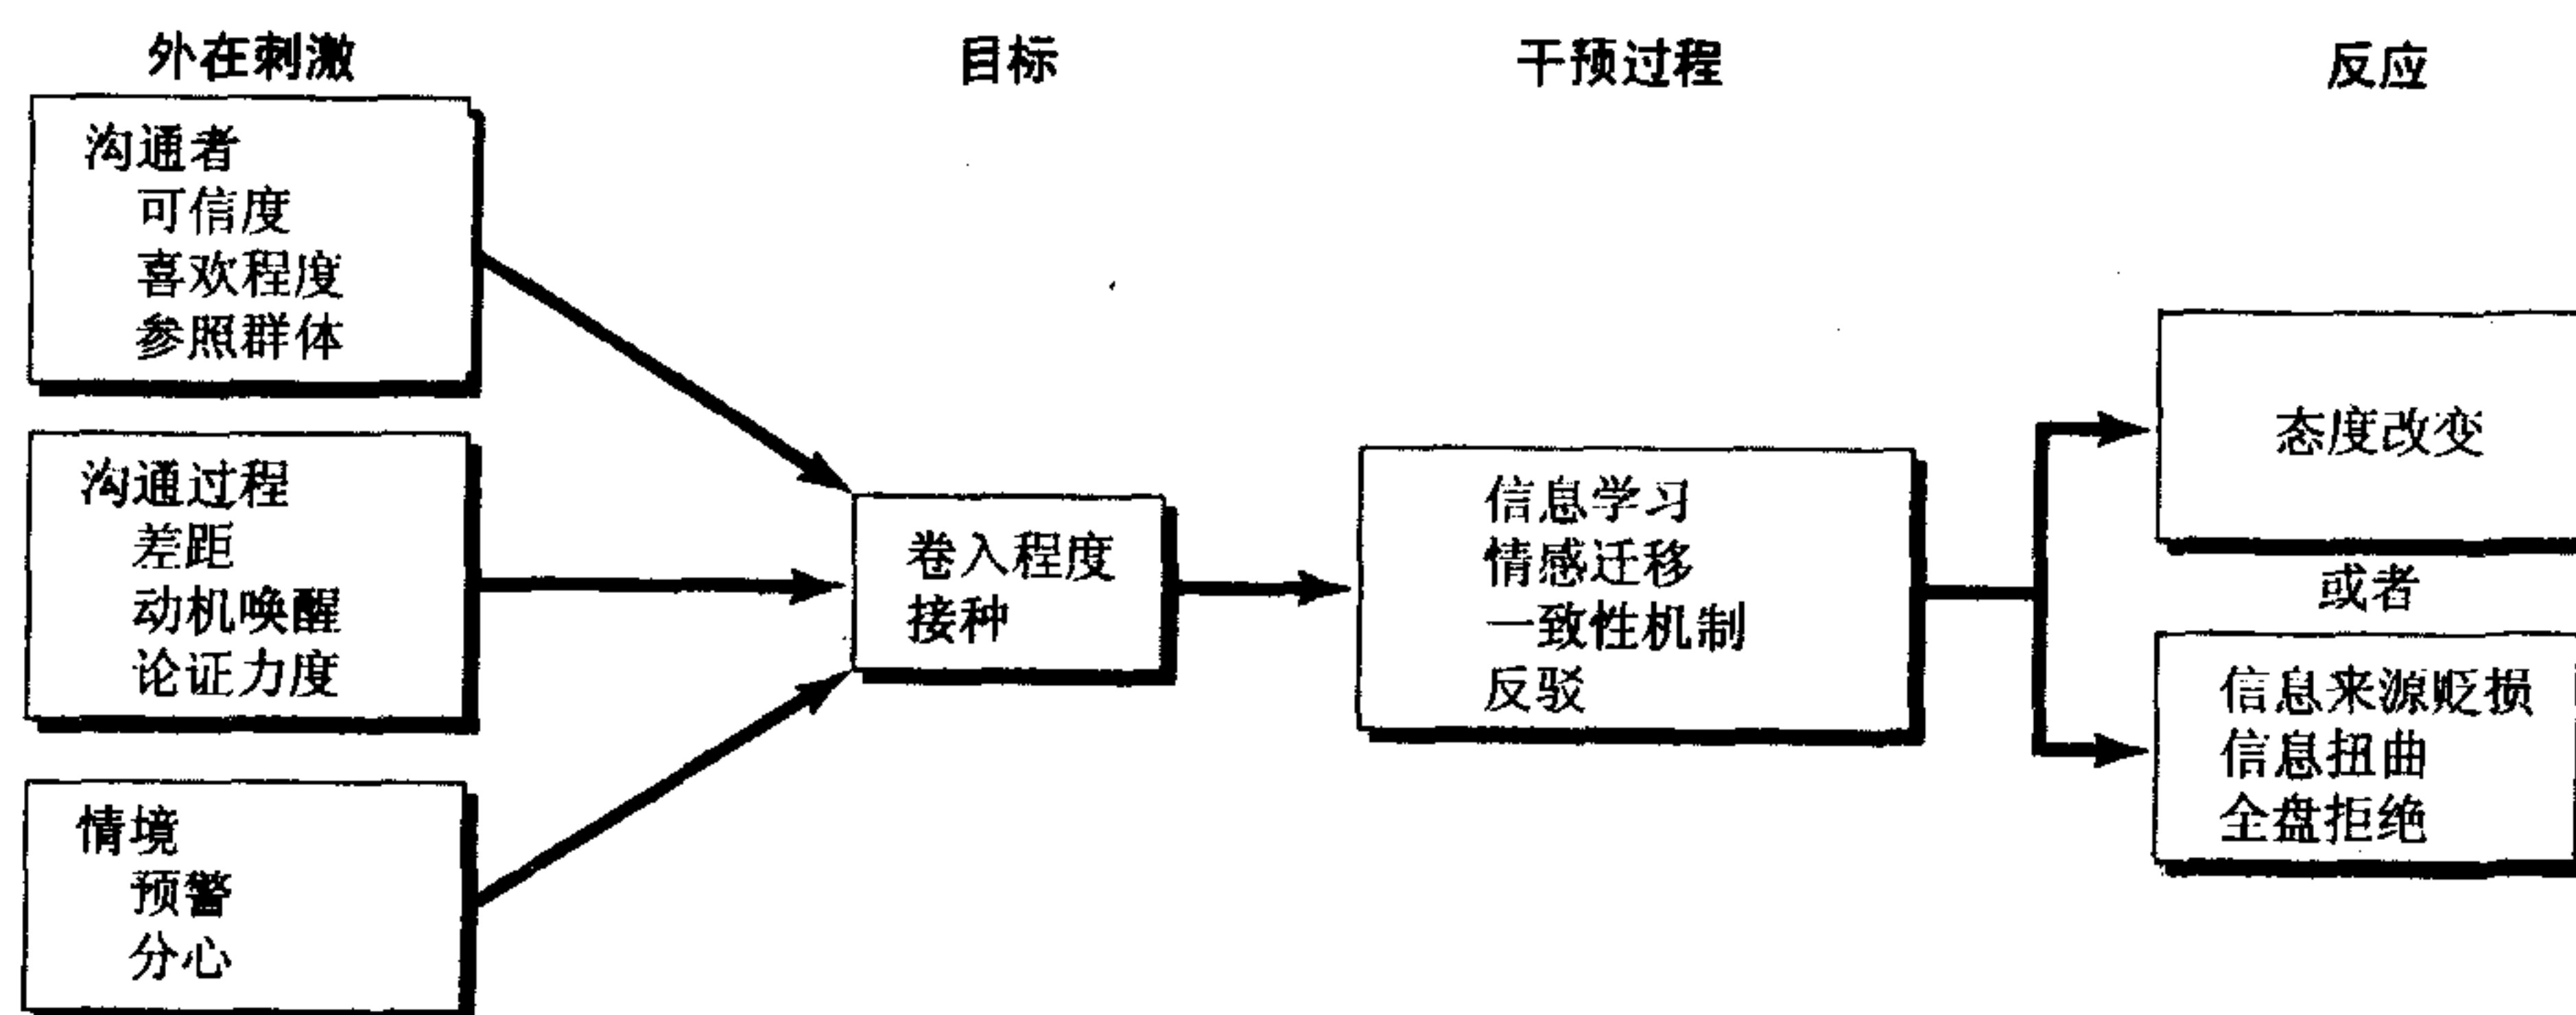 外在刺激
目标
干预过程
反应
沟通者
可信度
喜欢程度
参照群体
沟通过程
差距
动机唤醒
论证力度
情境
预警
分心
卷入程度
接种
信息学习
情感迁移
一致性机制
反驳
态度改变
或者
信息来源贬损
信息扭曲
全盘拒绝